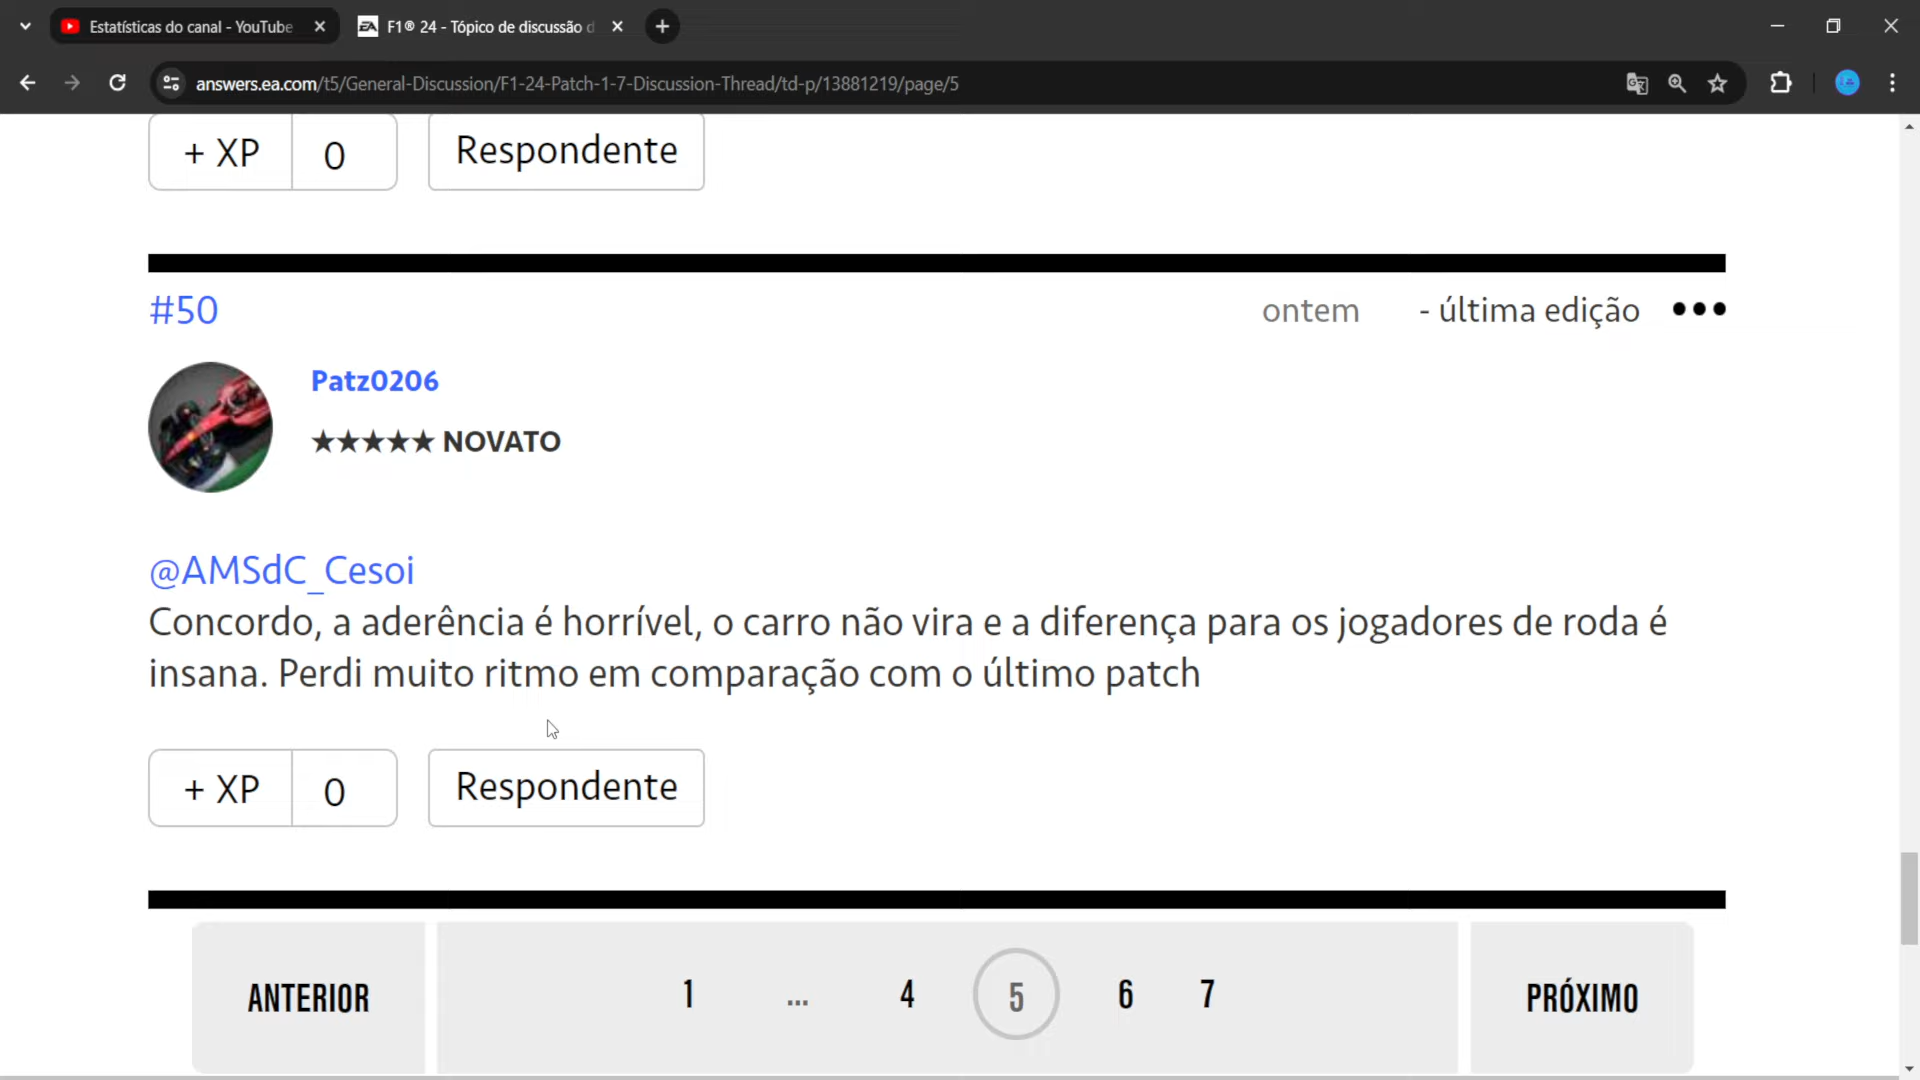 Estatísticas do canal - YouTube
F1® 24 - Tópico de discussão d
answers.ea.com/t5/General-Discussion/F1-24-Patch-1-7-Discussion-Thread/td-p/13881219/page/5
+ XP 0 Respondente
#50 ontem - última edição
Patz0206
★★★★★ NOVATO
@AMSdC_Cesoi
Concordo, a aderência é horrível, o carro não vira e a diferença para os jogadores de roda é
insana. Perdi muito ritmo em comparação com o último patch
+ XP 0 Respondente
ANTERIOR 1 ... 4 5 6 7 PRÓXIMO